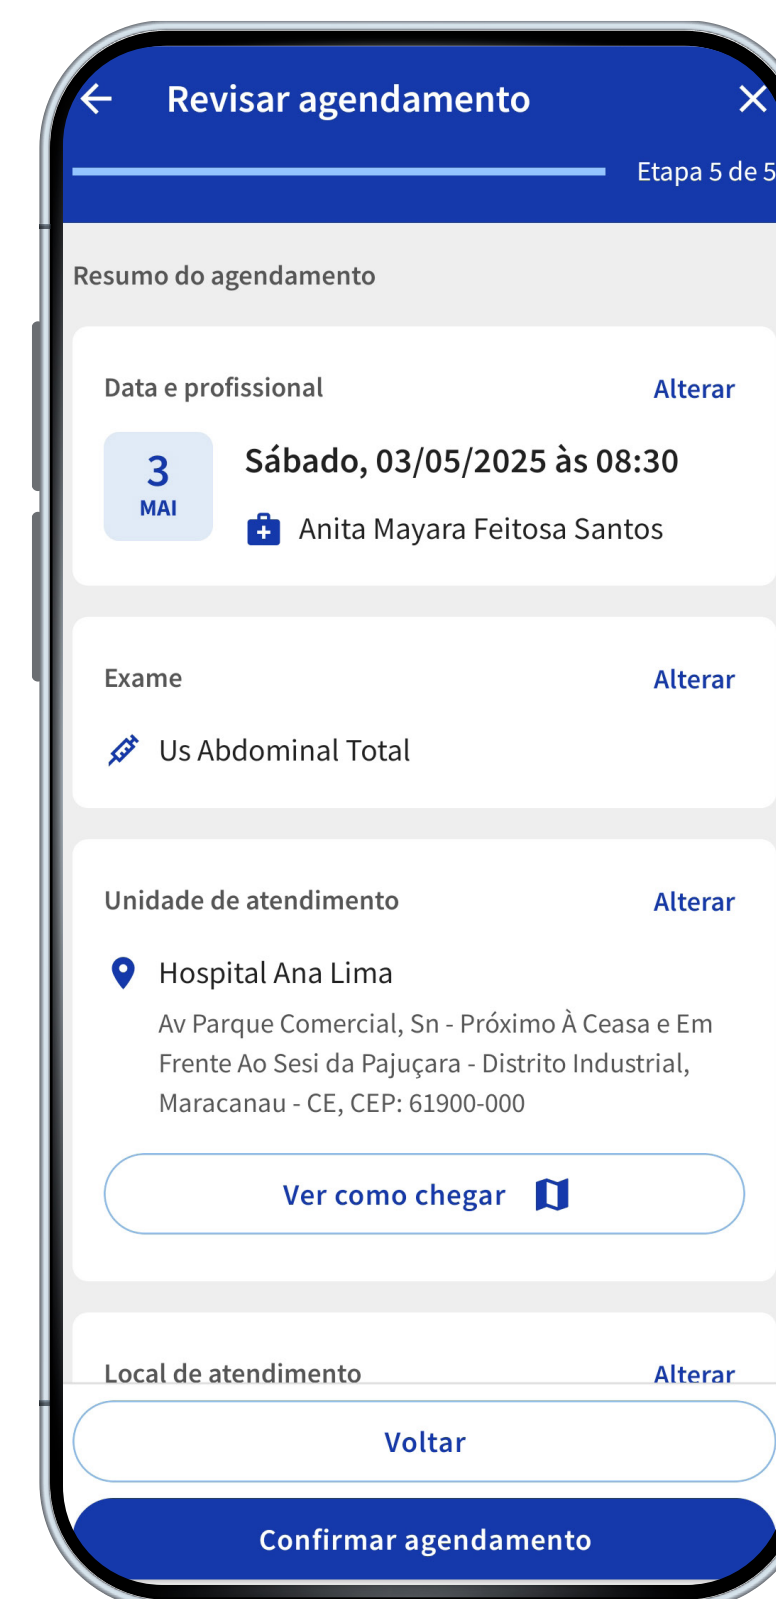 Revisar agendamento
Etapa 5 de 5
Resumo do agendamento
Data e profissional
Alterar
3
MAI
Sábado, 03/05/2025 às 08:30
Anita Mayara Feitosa Santos
Exame
Alterar
Us Abdominal Total
Unidade de atendimento
Alterar
Hospital Ana Lima
Av Parque Comercial, Sn - Próximo À Ceasa e Em
Frente Ao Sesi da Pajuçara - Distrito Industrial,
Maracanau - CE, CEP: 61900-000
Ver como chegar
Local de atendimento
Alterar
Voltar
Confirmar agendamento